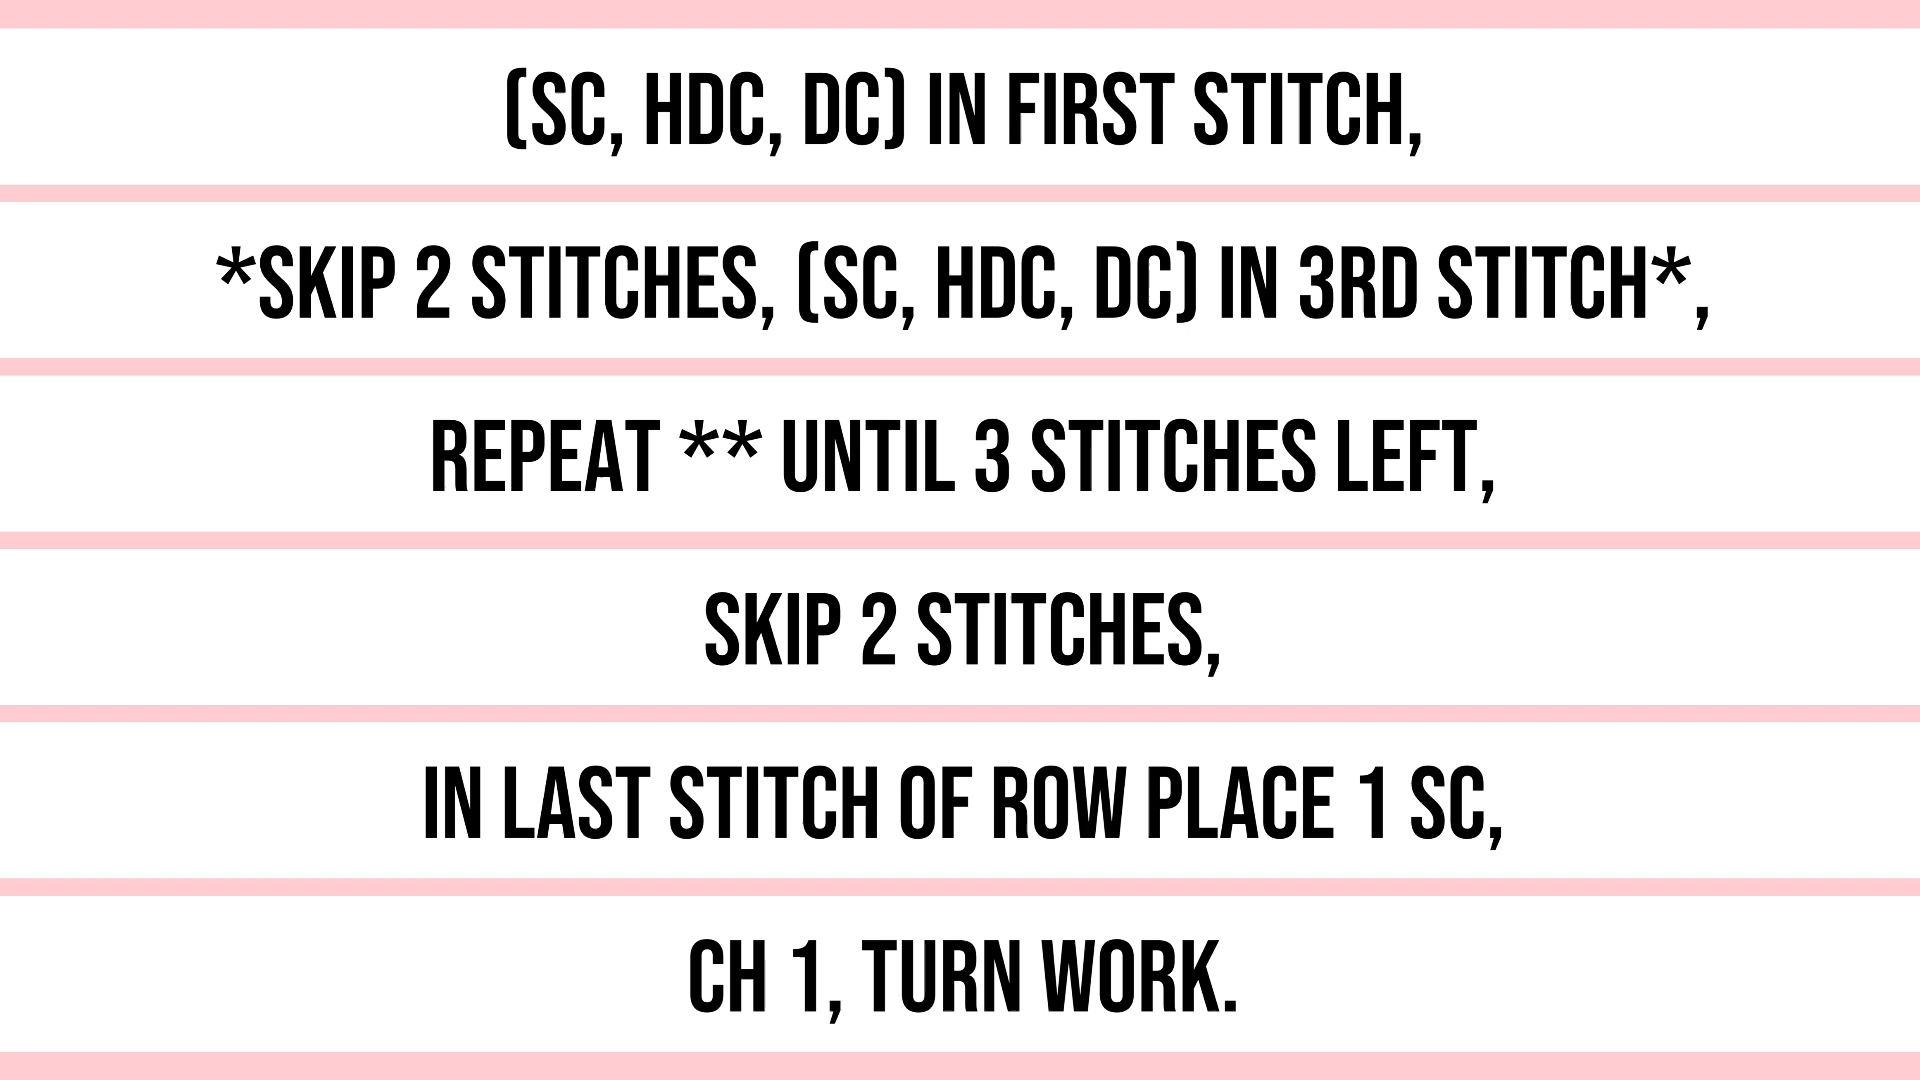 (SC, HDC, DC) IN FIRST STITCH,
*SKIP 2 STITCHES, (SC, HDC, DC) IN 3RD STITCH*,
REPEAT ** UNTIL 3 STITCHES LEFT,
SKIP 2 STITCHES,
IN LAST STITCH OF ROW PLACE 1 SC,
CH 1, TURN WORK.